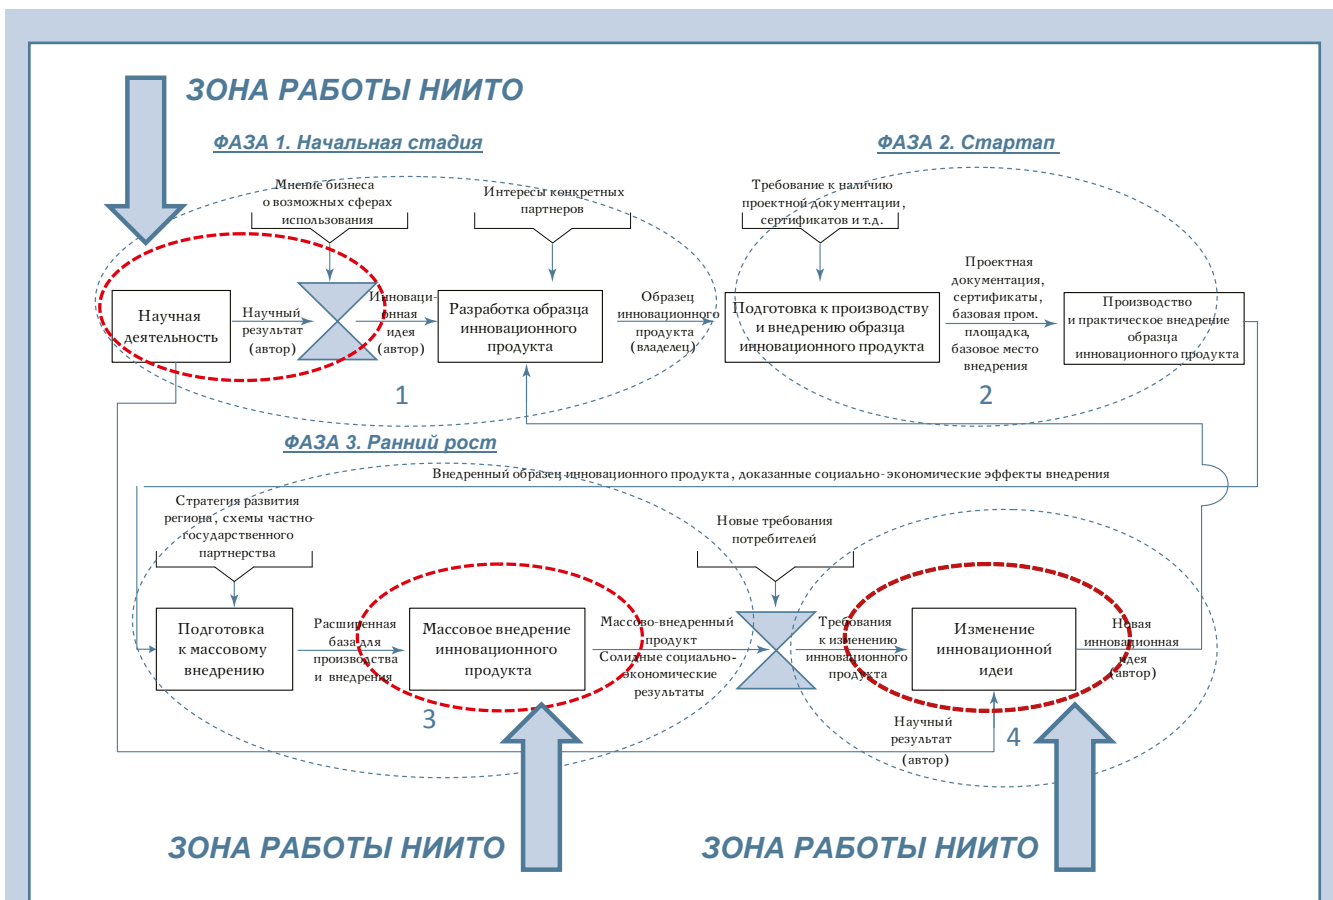 ЗОНА РАБОТЫ НИИТО
ФАЗА 1. Начальная стадия
ФАЗА 2. Стартап
Мнение бизнеса
о возможных сферах
использования
Интересы конкретных
партнеров
Требование к наличию
проектной документации,
сертификатов и т.д.
Научная
деятельность
Научный
результат
(автор)
Инноваци-
онная
идея
(автор)
Разработка образца
инновационного
продукта
Образец
инновационного
продукта
(владелец)
Подготовка к производству
и внедрению образца
инновационного продукта
Проектная
документация,
сертификаты,
базовая пром.
площадка,
базовое место
внедрения
Производство
и практическое внедрение
образца
инновационного продукта
1
2
ФАЗА 3. Ранний рост
Внедренный образец инновационного продукта, доказанные социально-экономические эффекты внедрения
Стратегия развития
региона, схемы частно-
государственного
партнерства
Новые требования
потребителей
Подготовка
к массовому
внедрению
Расширенная
база для
производства
и внедрения
Массовое внедрение
инновационного
продукта
Массово-внедренный
продукт
Солидные социально-
экономические
результаты
Требования
к изменению
инновационного
продукта
Изменение
инновационной
идеи
Новая
инновационная
идея
(автор)
3
Научный
результат
(автор)
4
ЗОНА РАБОТЫ НИИТО
ЗОНА РАБОТЫ НИИТО